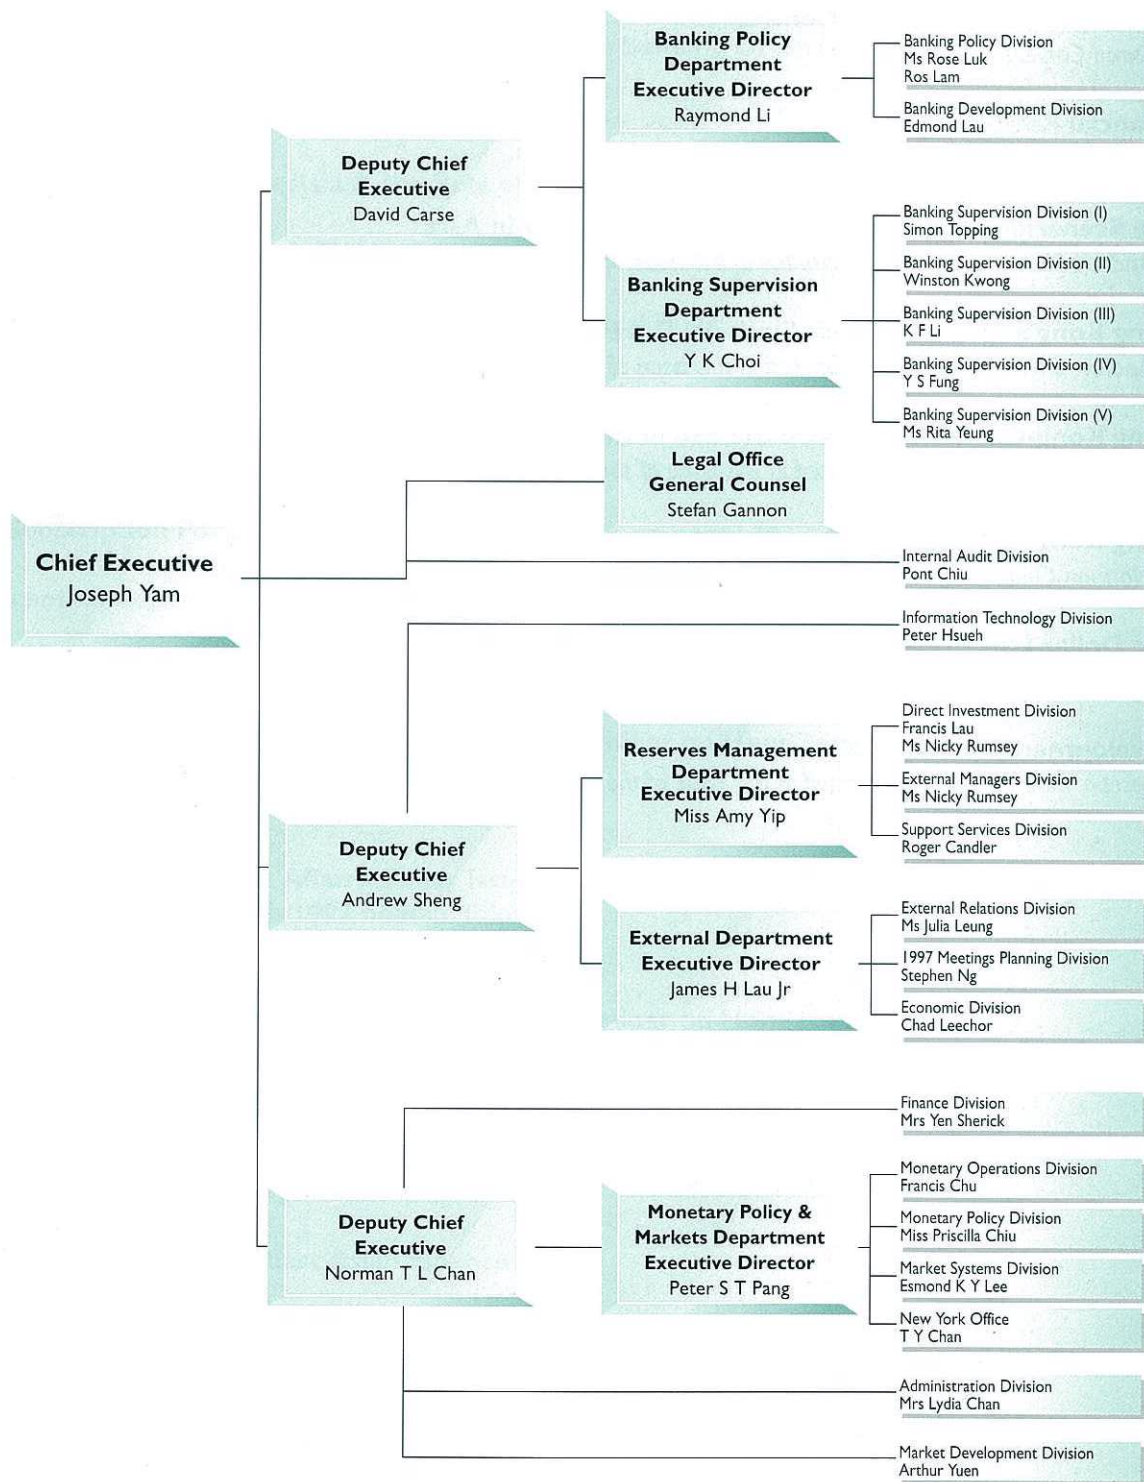 Chief Executive
Joseph Yam
Deputy Chief
Executive
David Carse
Banking Policy
Department
Executive Director
Raymond Li
Banking Policy Division
Ms Rose Luk
Ros Lam
Banking Development Division
Edmond Lau
Banking Supervision
Department
Executive Director
Y K Choi
Banking Supervision Division (I)
Simon Topping
Banking Supervision Division (II)
Winston Kwong
Banking Supervision Division (III)
K F Li
Banking Supervision Division (IV)
Y S Fung
Banking Supervision Division (V)
Ms Rita Yeung
Legal Office
General Counsel
Stefan Gannon
Internal Audit Division
Pont Chiu
Information Technology Division
Peter Hsueh
Deputy Chief
Executive
Andrew Sheng
Reserves Management
Department
Executive Director
Miss Amy Yip
Direct Investment Division
Francis Lau
Ms Nicky Rumsey
External Managers Division
Ms Nicky Rumsey
Support Services Division
Roger Candler
External Department
Executive Director
James H Lau Jr
External Relations Division
Ms Julia Leung
1997 Meetings Planning Division
Stephen Ng
Economic Division
Chad Leechor
Finance Division
Mrs Yen Sherick
Deputy Chief
Executive
Norman T L Chan
Monetary Policy &
Markets Department
Executive Director
Peter S T Pang
Monetary Operations Division
Francis Chu
Monetary Policy Division
Miss Priscilla Chiu
Market Systems Division
Esmond K Y Lee
New York Office
T Y Chan
Administration Division
Mrs Lydia Chan
Market Development Division
Arthur Yuen